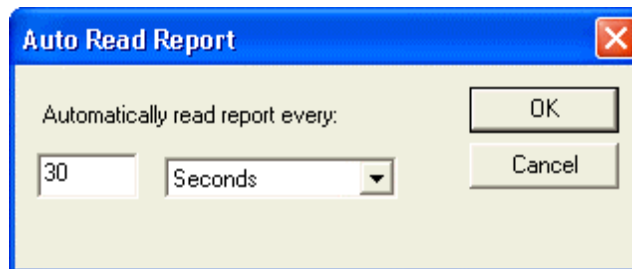 Auto Read Report
Automatically read report every:
OK
30
Seconds
Cancel